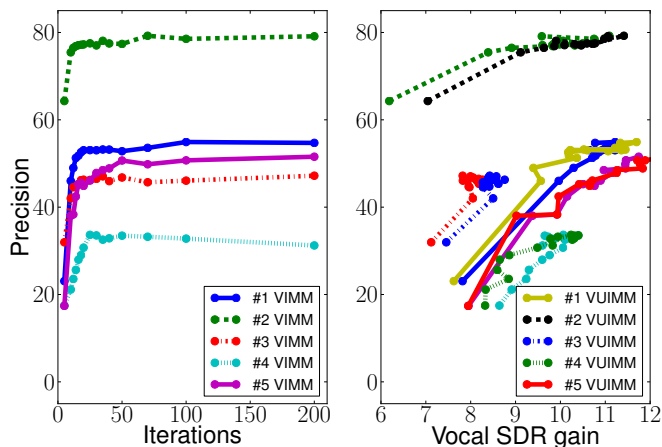 Precision
80
60
40
20
0
0 50 100 150 200
Iterations
#1 VIMM
#2 VIMM
#3 VIMM
#4 VIMM
#5 VIMM
80
60
40
20
0
6 7 8 9 10 11 12
Vocal SDR gain
#1 VUIMM
#2 VUIMM
#3 VUIMM
#4 VUIMM
#5 VUIMM